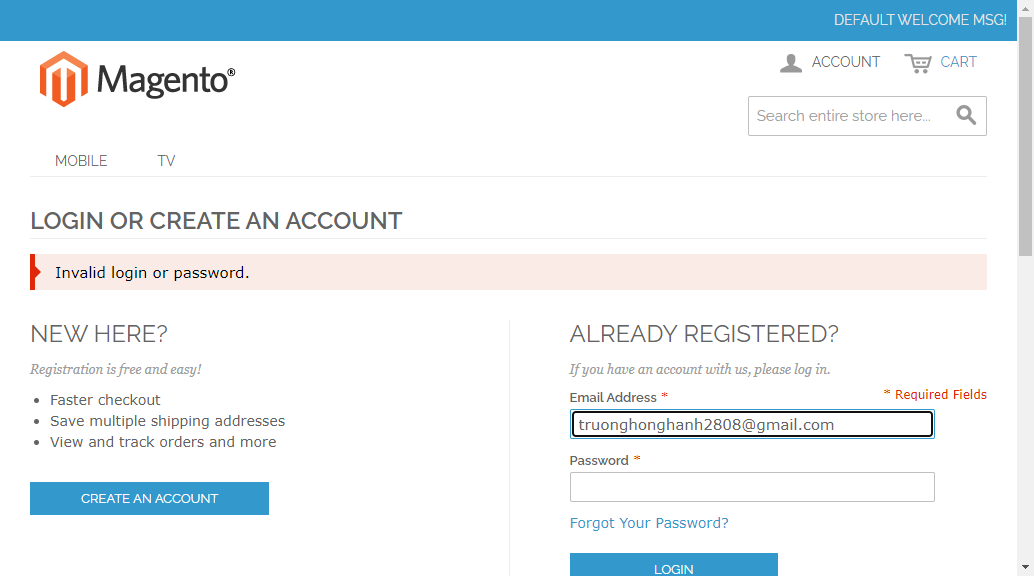 DEFAULT WELCOME MSG!
Magento®
ACCOUNT
CART
Search entire store here...
MOBILE
TV
LOGIN OR CREATE AN ACCOUNT
Invalid login or password.
NEW HERE?
Registration is free and easy!
• Faster checkout
• Save multiple shipping addresses
• View and track orders and more
CREATE AN ACCOUNT
ALREADY REGISTERED?
If you have an account with us, please log in.
* Required Fields
Email Address *
truonghonghanh2808@gmail.com
Password *
Forgot Your Password?
LOGIN